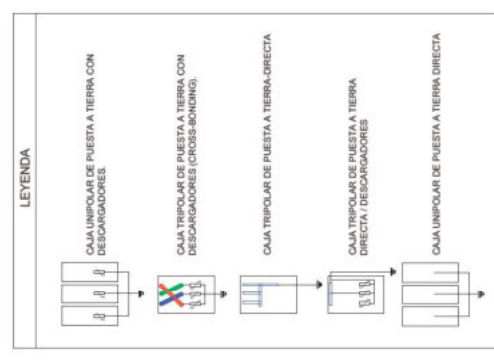 LEYENDA
CAJA UNIPOLAR DE PUESTA A TIERRA CON
DESCARGADORES.
CAJA TRIPOLAR DE PUESTA A TIERRA CON
DESCARGADORES (CROSS-BONDING).
CAJA TRIPOLAR DE PUESTA A TIERRA-DIRECTA
CAJA TRIPOLAR DE PUESTA A TIERRA
DIRECTA / DESCARGADORES
CAJA UNIPOLAR DE PUESTA A TIERRA DIRECTA